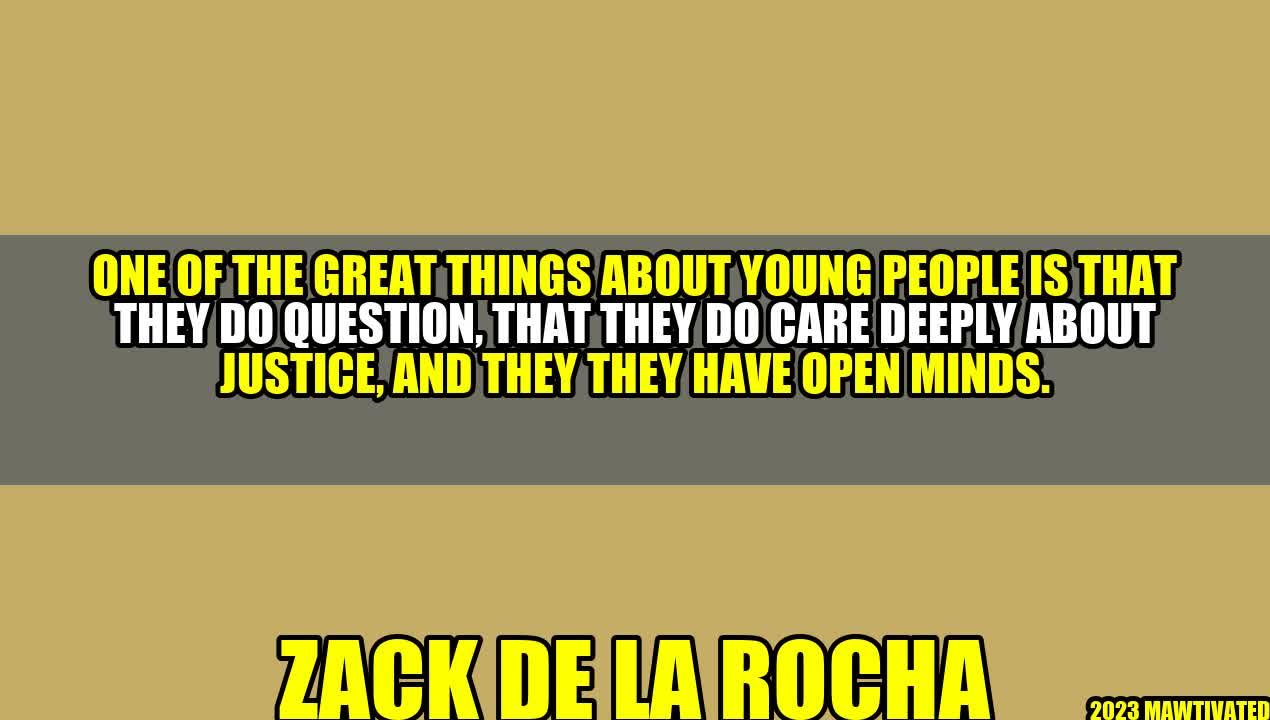 ONE OF THE GREAT THINGS ABOUT YOUNG PEOPLE IS THAT
THEY DO QUESTION, THAT THEY DO CARE DEEPLY ABOUT
JUSTICE, AND THEY THEY HAVE OPEN MINDS.
ZACK DE LA ROCHA
2023 MAWTIVATED